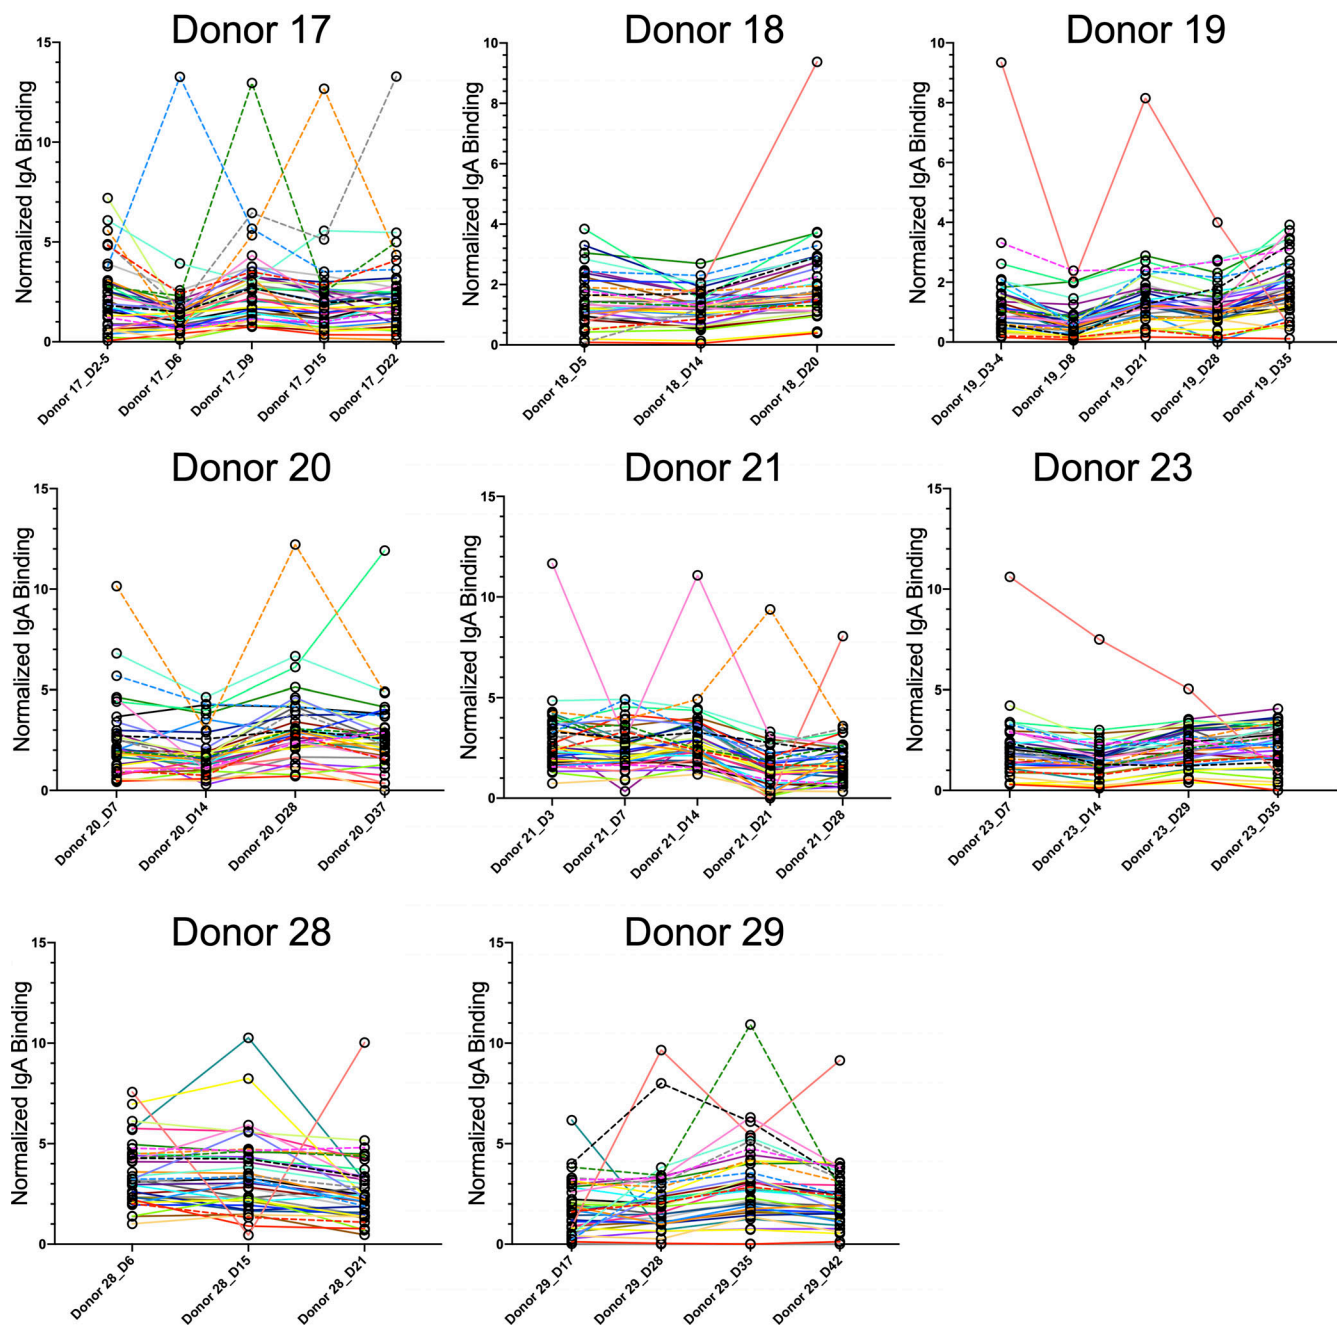 Donor 17
Normalized IgA Binding
15
10
5
0
Donor 17_D2-5
Donor 17_D6
Donor 17_D9
Donor 17_D15
Donor 17_D22
Donor 18
Normalized IgA Binding
10
8
6
4
2
0
Donor 18_D5
Donor 18_D14
Donor 18_D20
Donor 19
Normalized IgA Binding
10
8
6
4
2
0
Donor 19_D3-4
Donor 19_D8
Donor 19_D21
Donor 19_D28
Donor 19_D35
Donor 20
Normalized IgA Binding
15
10
5
0
Donor 20_D7
Donor 20_D14
Donor 20_D28
Donor 20_D37
Donor 21
Normalized IgA Binding
15
10
5
0
Donor 21_D3
Donor 21_D7
Donor 21_D14
Donor 21_D21
Donor 21_D28
Donor 23
Normalized IgA Binding
15
10
5
0
Donor 23_D7
Donor 23_D14
Donor 23_D29
Donor 23_D35
Donor 28
Normalized IgA Binding
15
10
5
0
Donor 28_D6
Donor 28_D15
Donor 28_D21
Donor 29
Normalized IgA Binding
15
10
5
0
Donor 29_D17
Donor 29_D28
Donor 29_D35
Donor 29_D42